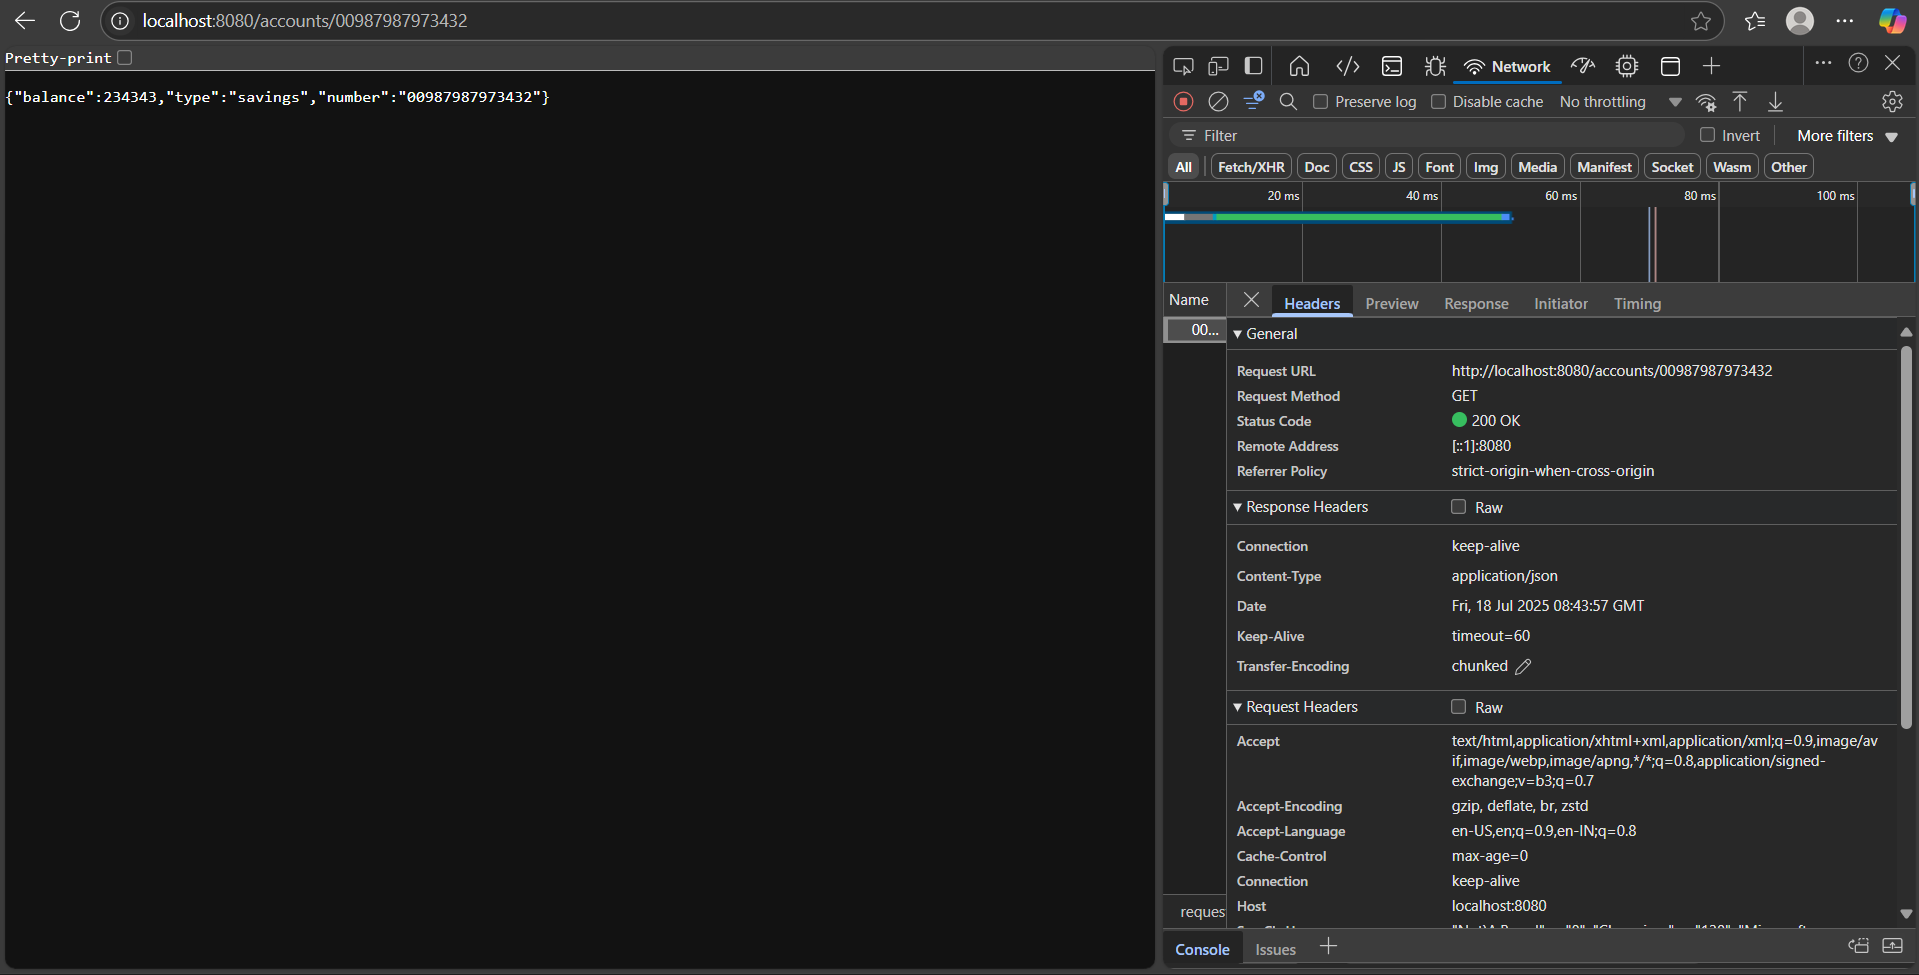 localhost:8080/accounts/00987987973432
Pretty-print
{"balance":234343,"type":"savings","number":"00987987973432"}
Network
Preserve log Disable cache No throttling
Filter Invert More filters
All Fetch/XHR Doc CSS JS Font Img Media Manifest Socket Wasm Other
20 ms 40 ms 60 ms 80 ms 100 ms
Name Headers Preview Response Initiator Timing
00...
General
Request URL http://localhost:8080/accounts/00987987973432
Request Method GET
Status Code 200 OK
Remote Address [::1]:8080
Referrer Policy strict-origin-when-cross-origin
Response Headers Raw
Connection keep-alive
Content-Type application/json
Date Fri, 18 Jul 2025 08:43:57 GMT
Keep-Alive timeout=60
Transfer-Encoding chunked
Request Headers Raw
Accept text/html,application/xhtml+xml,application/xml;q=0.9,image/av
if,image/webp,image/apng,*/*;q=0.8,application/signed-
exchange;v=b3;q=0.7
Accept-Encoding gzip, deflate, br, zstd
Accept-Language en-US,en;q=0.9,en-IN;q=0.8
Cache-Control max-age=0
Connection keep-alive
Host localhost:8080
reques
Console Issues